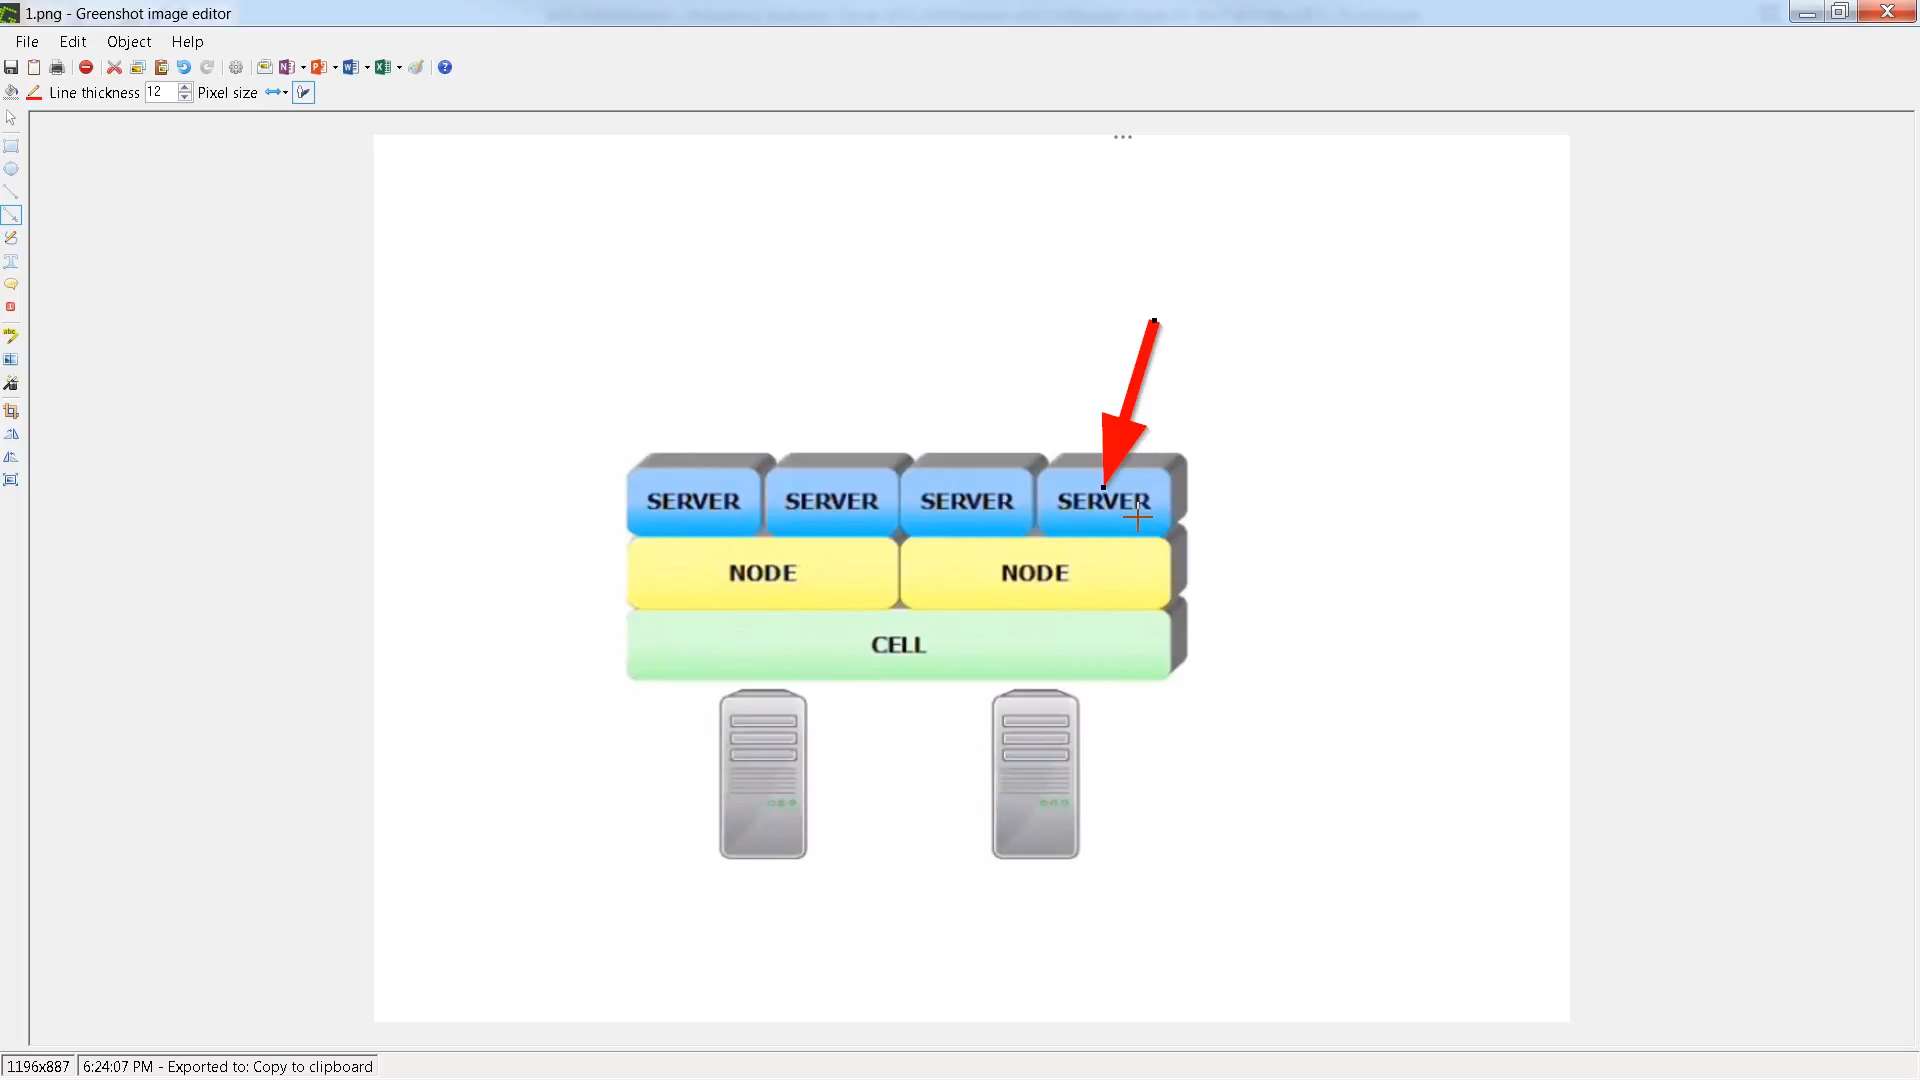 1.png - Greenshot image editor
File Edit Object Help
Line thickness 12 Pixel size
SERVER SERVER SERVER SERVER
NODE NODE
CELL
1196x887 6:24:07 PM - Exported to: Copy to clipboard